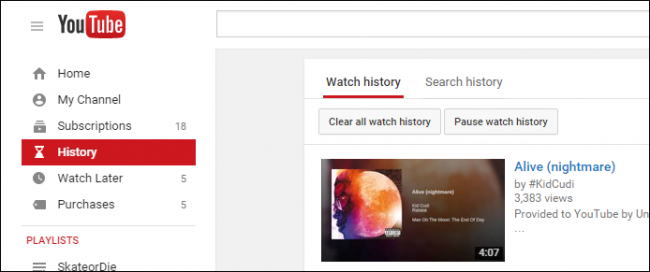 YouTube
Home
My Channel
Subscriptions 18
History
Watch Later 5
Purchases 5
PLAYLISTS
SkateorDie
Watch history Search history
Clear all watch history Pause watch history
Alive (nightmare)
Kid Cudi
Man On The Moon: The End Of Day
4:07
Alive (nightmare)
by #KidCudi
3,383 views
Provided to YouTube by Un
...